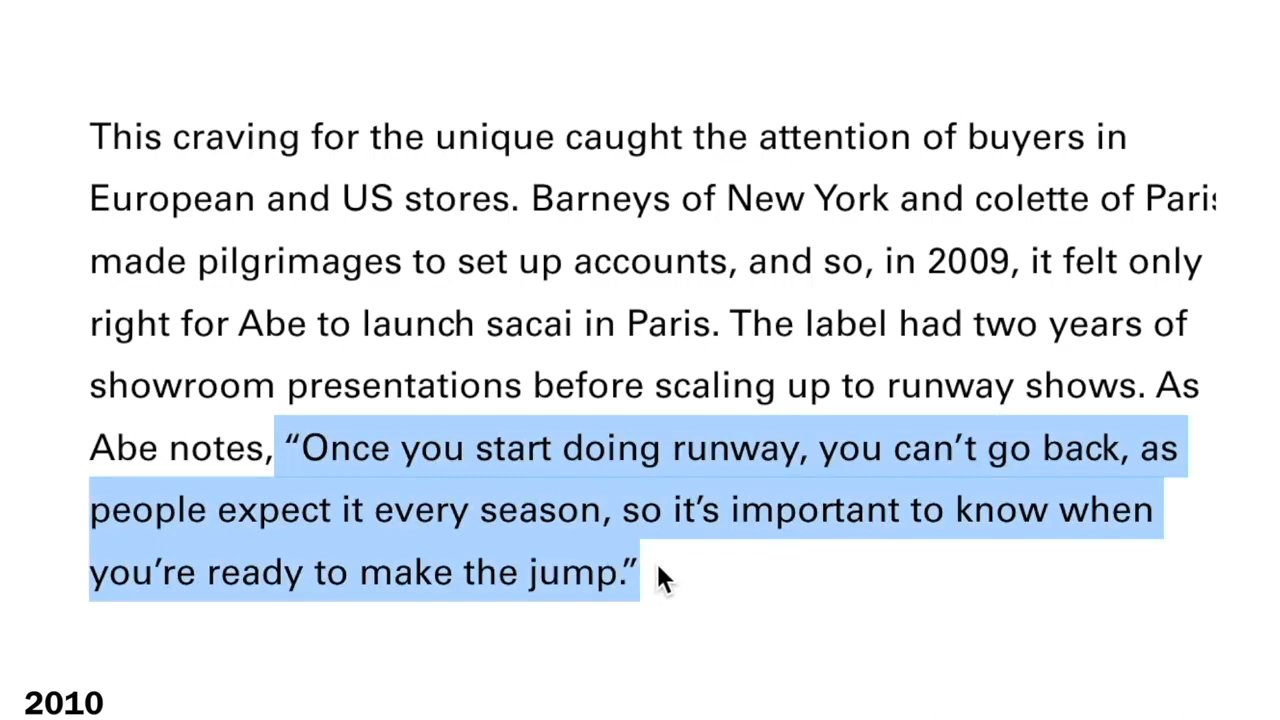 This craving for the unique caught the attention of buyers in
European and US stores. Barneys of New York and colette of Paris
made pilgrimages to set up accounts, and so, in 2009, it felt only
right for Abe to launch sacai in Paris. The label had two years of
showroom presentations before scaling up to runway shows. As
Abe notes, “Once you start doing runway, you can’t go back, as
people expect it every season, so it’s important to know when
you’re ready to make the jump.”
2010